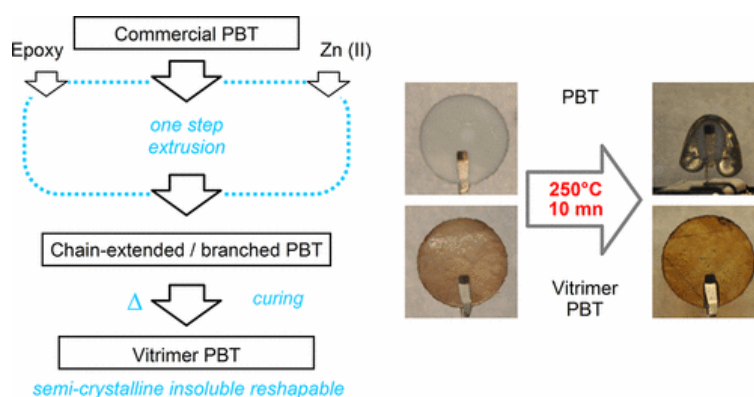 Commercial PBT
Epoxy
Zn (II)
one step
extrusion
Chain-extended / branched PBT
Δ
curing
Vitrimer PBT
semi-crystalline insoluble reshapable
PBT
250°C
10 mn
Vitrimer
PBT